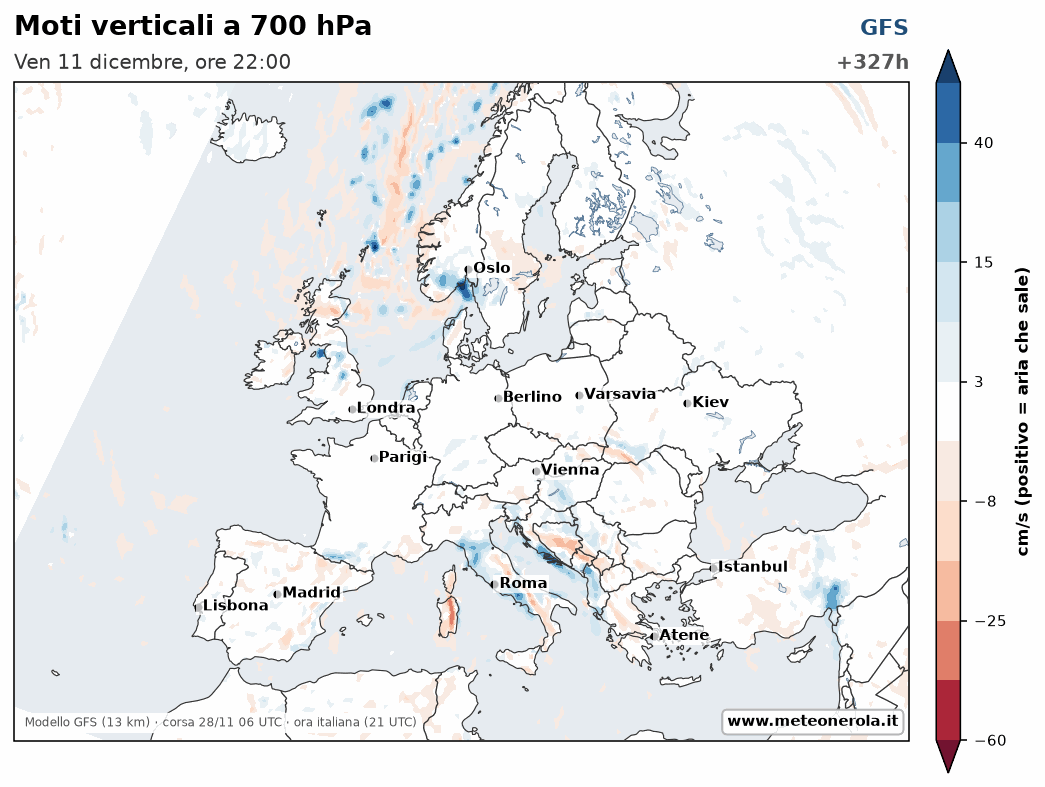 Moti verticali a 700 hPa
GFS
Ven 11 dicembre, ore 22:00
+327h
40
15
3
−8
−25
−60
cm/s (positivo = aria che sale)
Oslo
Londra
Berlino
Varsavia
Kiev
Parigi
Vienna
Istanbul
Roma
Madrid
Lisbona
Atene
Modello GFS (13 km) · corsa 28/11 06 UTC · ora italiana (21 UTC)
www.meteonerola.it